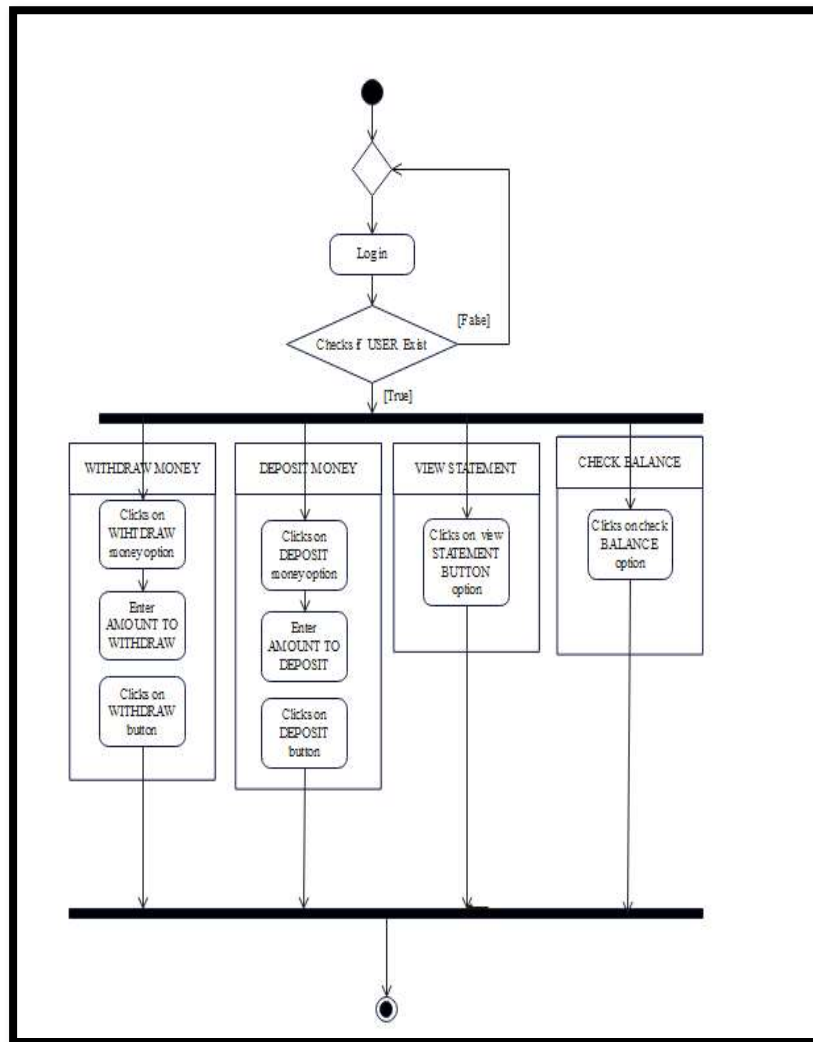 Login
[False]
Checks if USER Exist
[True]
WITHDRAW MONEY
Clicks on
WIHTDRAW
money option
Enter
AMOUNT TO
WITHDRAW
Clicks on
WITHDRAW
button
DEPOSIT MONEY
Clicks on
DEPOSIT
money option
Enter
AMOUNT TO
DEPOSIT
Clicks on
DEPOSIT
button
VIEW STATEMENT
Clicks on view
STATEMENT
BUTTON
option
CHECK BALANCE
Clicks on check
BALANCE
option